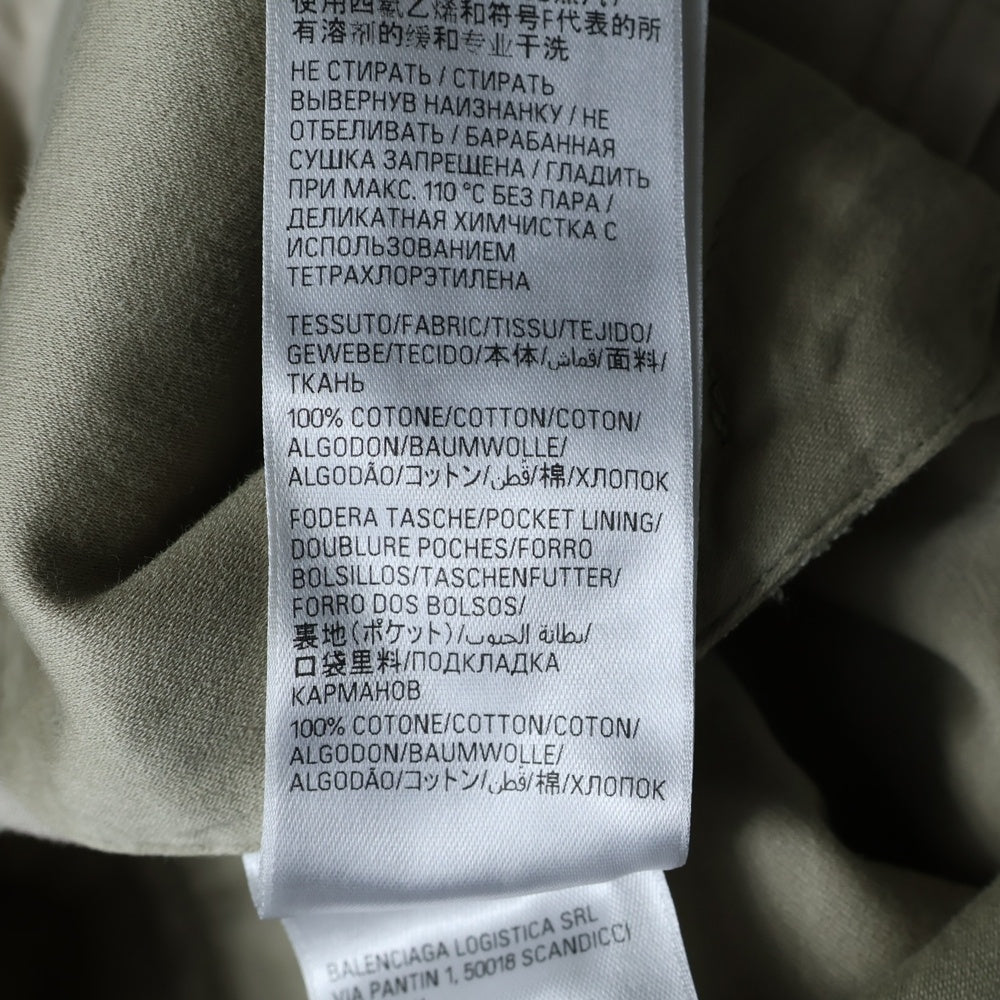 使用四氯乙烯和符号F代表的所
有溶剂的缓和专业干洗
НЕ СТИРАТЬ / СТИРАТЬ
ВЫВЕРНУВ НАИЗНАНКУ / НЕ
ОТБЕЛИВАТЬ / БАРАБАННАЯ
СУШКА ЗАПРЕЩЕНА / ГЛАДИТЬ
ПРИ МАКС. 110 °C БЕЗ ПАРА /
ДЕЛИКАТНАЯ ХИМЧИСТКА С
ИСПОЛЬЗОВАНИЕМ
ТЕТРАХЛОРЭТИЛЕНА
TESSUTO/FABRIC/TISSU/TEJIDO/
GEWEBE/TECIDO/本体/قماش/面料/
ТКАНЬ
100% COTONE/COTTON/COTON/
ALGODON/BAUMWOLLE/
ALGODÃO/コットン/قطن/棉/ХЛОПОК
FODERA TASCHE/POCKET LINING/
DOUBLURE POCHES/FORRO
BOLSILLOS/TASCHENFUTTER/
FORRO DOS BOLSOS/
裏地(ポケット)/بطانة الجيوب/
口袋里料/ПОДКЛАДКА
КАРМАНОВ
100% COTONE/COTTON/COTON/
ALGODON/BAUMWOLLE/
ALGODÃO/コットン/قطن/棉/ХЛОПОК
BALENCIAGA LOGISTICA SRL
VIA PANTIN 1, 50018 SCANDICCI